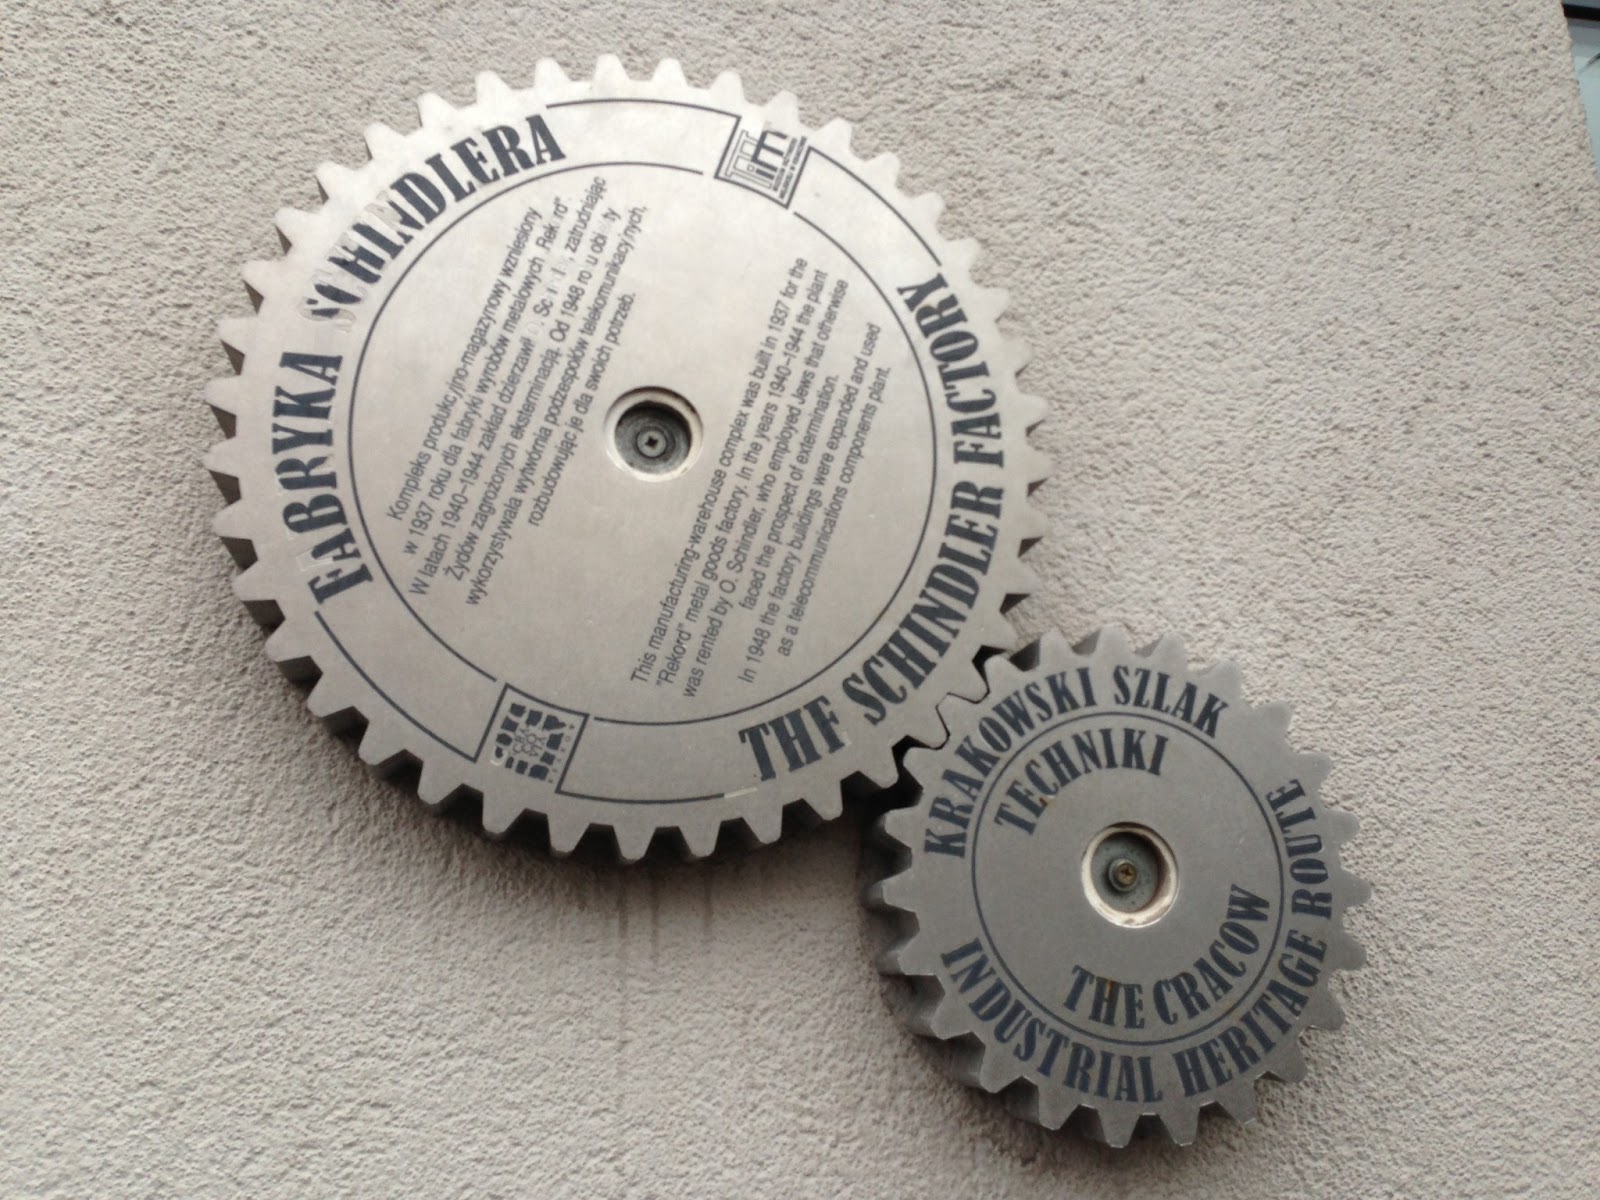 FABRYKA SCHINDLERA
Kompleks produkcyjno-magazynowy wzniesiony
w 1937 roku dla fabryki wyrobów metalowych „Rekord".
W latach 1940–1944 zakład dzierżawił O. Schindler, zatrudniając
Żydów zagrożonych eksterminacją. Od 1948 roku obiekty
wykorzystywała wytwórnia podzespołów telekomunikacyjnych,
rozbudowując je dla swoich potrzeb.
This manufacturing-warehouse complex was built in 1937 for the
"Rekord" metal goods factory. In the years 1940–1944 the plant
was rented by O. Schindler, who employed Jews that otherwise
faced the prospect of extermination.
In 1948 the factory buildings were expanded and used
as a telecommunications components plant.
THE SCHINDLER FACTORY
KRAKOWSKI SZLAK
TECHNIKI
THE CRACOW
INDUSTRIAL HERITAGE ROUTE